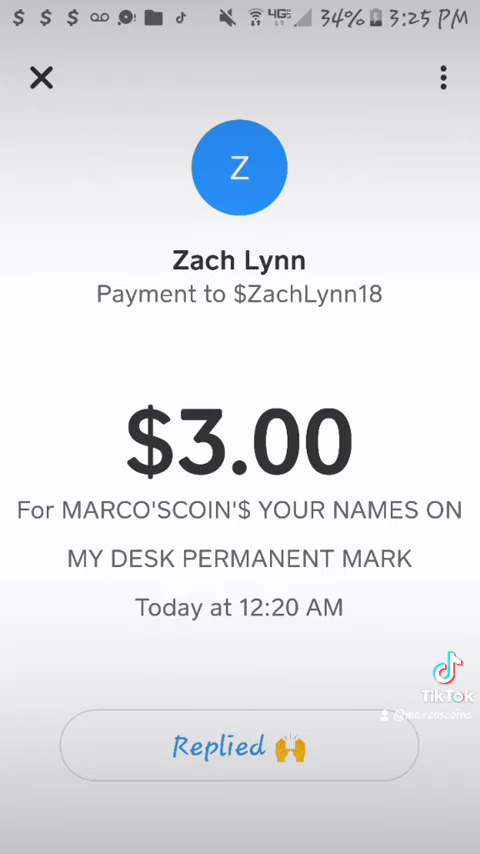 $ $ $ 4G 34% 3:25 PM
Z
Zach Lynn
Payment to $ZachLynn18
$3.00
For MARCO'SCOIN'$ YOUR NAMES ON
MY DESK PERMANENT MARK
Today at 12:20 AM
TikTok
@marcoscoins
Replied 🙌